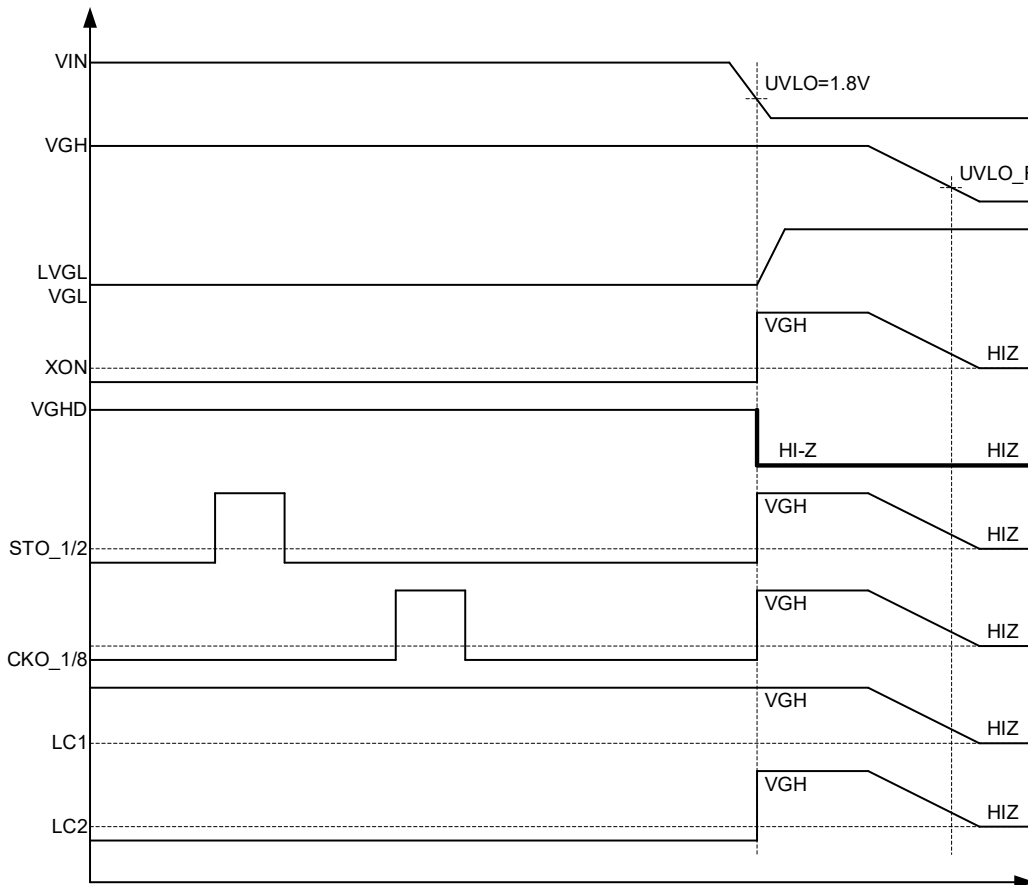 VIN
UVLO=1.8V
VGH
LVGL
VGL
VGH
XON
HIZ
VGHD
HI-Z
HIZ
VGH
STO_1/2
HIZ
VGH
HIZ
CKO_1/8
VGH
LC1
HIZ
VGH
LC2
HIZ